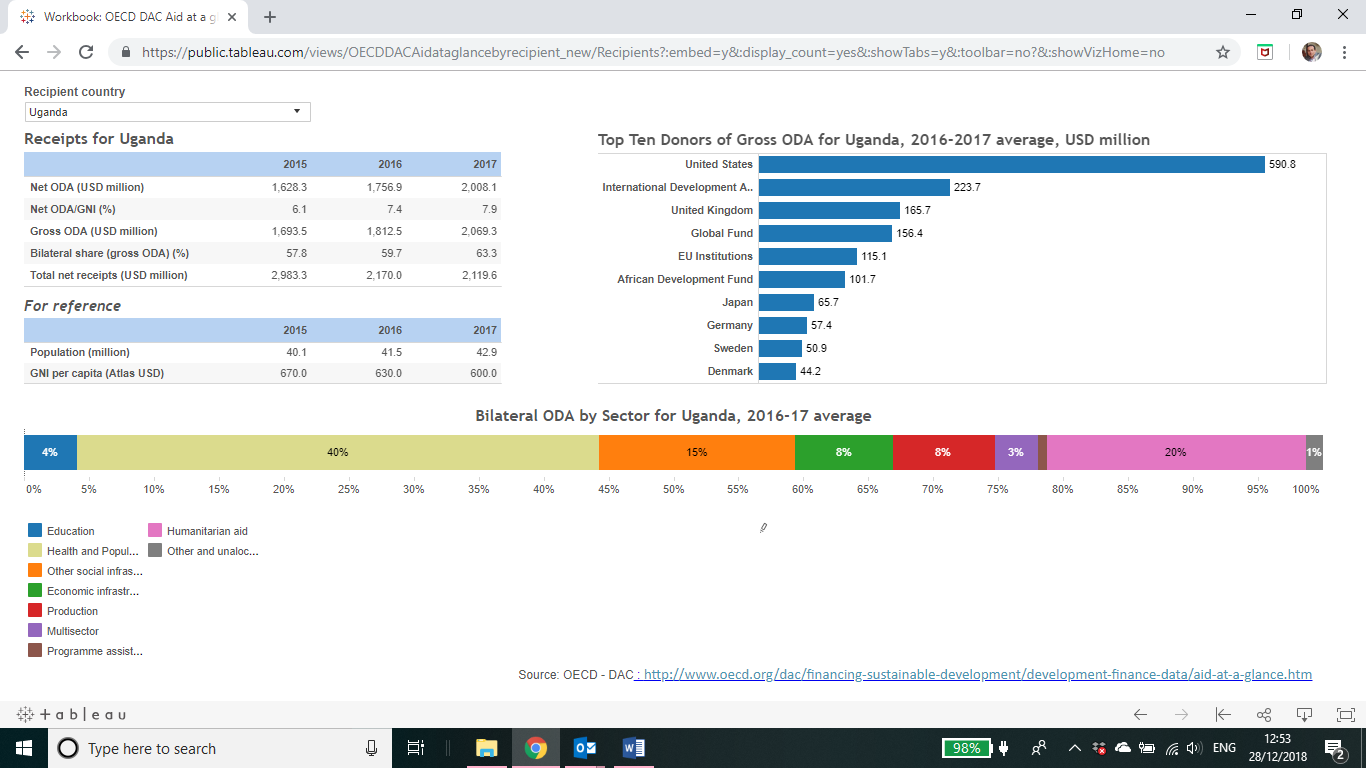 Workbook: OECD DAC Aid at a g
https://public.tableau.com/views/OECDDACAidataglancebyrecipient_new/Recipients?:embed=y&:display_count=yes&:showTabs=y&:toolbar=no?&:showVizHome=no
Recipient country
Uganda
Receipts for Uganda
2015 2016 2017
Net ODA (USD million) 1,628.3 1,756.9 2,008.1
Net ODA/GNI (%) 6.1 7.4 7.9
Gross ODA (USD million) 1,693.5 1,812.5 2,069.3
Bilateral share (gross ODA) (%) 57.8 59.7 63.3
Total net receipts (USD million) 2,983.3 2,170.0 2,119.6
For reference
2015 2016 2017
Population (million) 40.1 41.5 42.9
GNI per capita (Atlas USD) 670.0 630.0 600.0
Top Ten Donors of Gross ODA for Uganda, 2016-2017 average, USD million
United States 590.8
International Development A.. 223.7
United Kingdom 165.7
Global Fund 156.4
EU Institutions 115.1
African Development Fund 101.7
Japan 65.7
Germany 57.4
Sweden 50.9
Denmark 44.2
Bilateral ODA by Sector for Uganda, 2016-17 average
4% 40% 15% 8% 8% 3% 20% 1%
0% 5% 10% 15% 20% 25% 30% 35% 40% 45% 50% 55% 60% 65% 70% 75% 80% 85% 90% 95% 100%
Education Humanitarian aid
Health and Popul... Other and unaloc...
Other social infras...
Economic infrastr...
Production
Multisector
Programme assist...
Source: OECD - DAC : http://www.oecd.org/dac/financing-sustainable-development/development-finance-data/aid-at-a-glance.htm
tableau
Type here to search
98%
ENG
12:53
28/12/2018
2